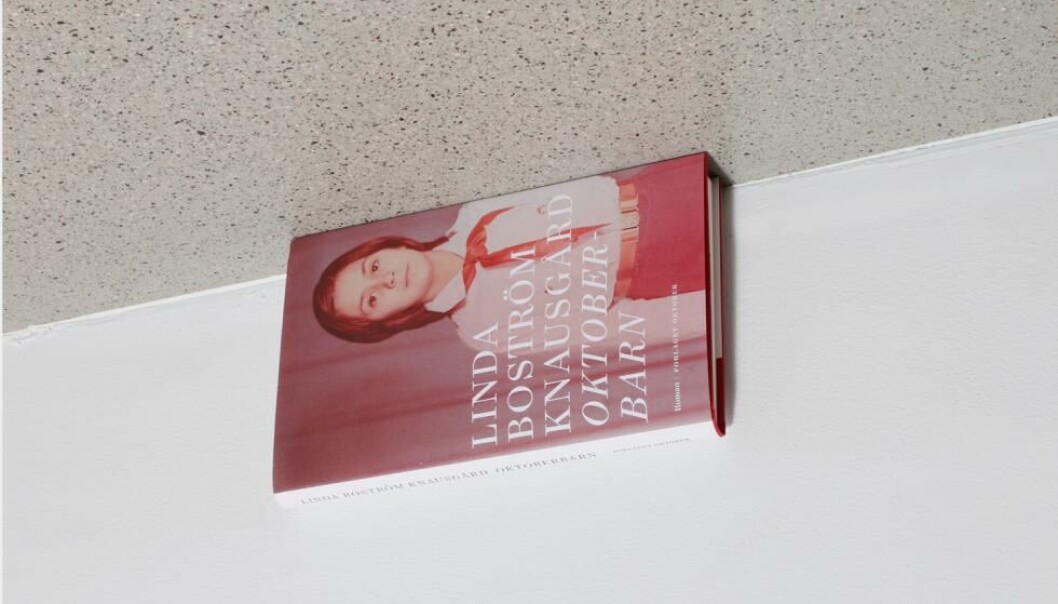 LINDA
BOSTRÖM
KNAUSGÅRD
OKTOBER-
BARN
Roman | FORLAGET OKTOBER
LINDA BOSTRÖM KNAUSGÅRD OKTOBERBARN FORLAGET OKTOBER